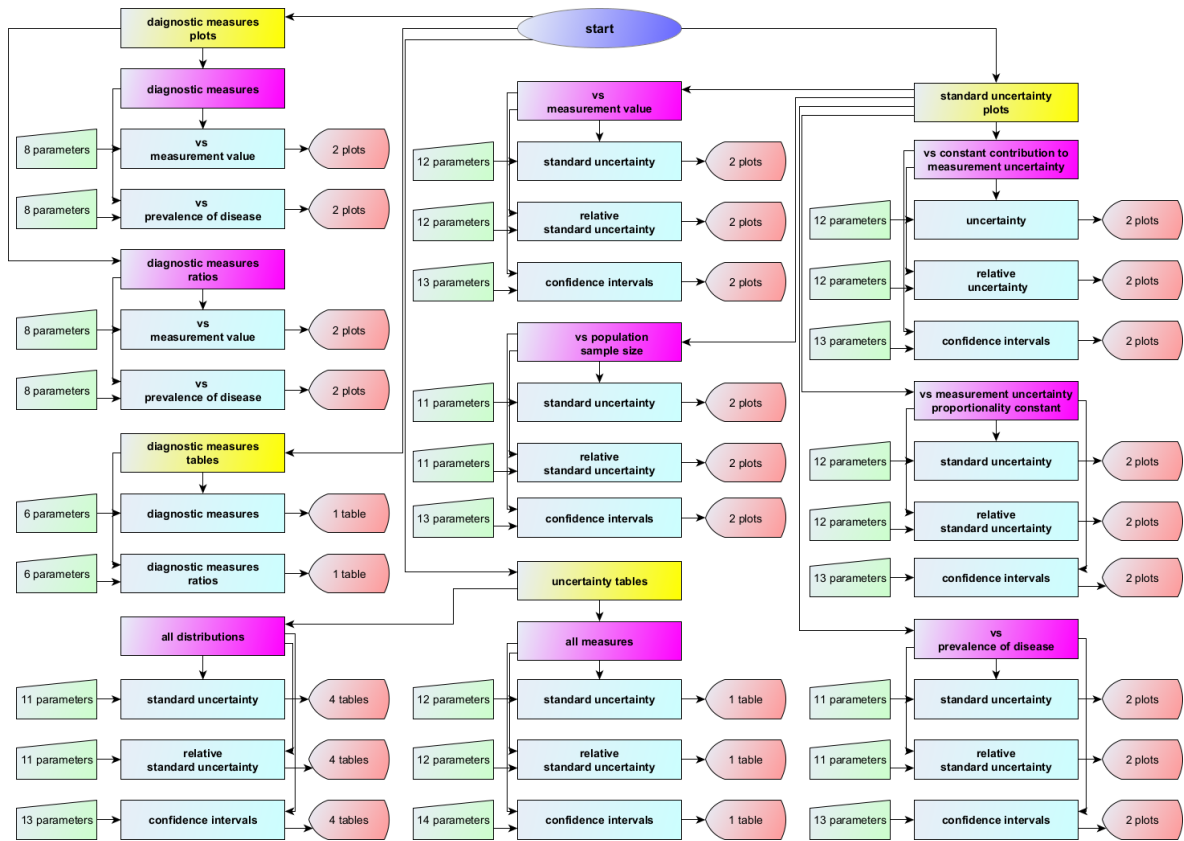 start
daignostic measures
plots
diagnostic measures
8 parameters
vs
measurement value
2 plots
8 parameters
vs
prevalence of disease
2 plots
diagnostic measures
ratios
8 parameters
vs
measurement value
2 plots
8 parameters
vs
prevalence of disease
2 plots
diagnostic measures
tables
6 parameters
diagnostic measures
1 table
6 parameters
diagnostic measures
ratios
1 table
all distributions
11 parameters
standard uncertainty
4 tables
11 parameters
relative
standard uncertainty
4 tables
13 parameters
confidence intervals
4 tables
vs
measurement value
12 parameters
standard uncertainty
2 plots
12 parameters
relative
standard uncertainty
2 plots
13 parameters
confidence intervals
2 plots
vs population
sample size
11 parameters
standard uncertainty
2 plots
11 parameters
relative
standard uncertainty
2 plots
13 parameters
confidence intervals
2 plots
uncertainty tables
all measures
12 parameters
standard uncertainty
1 table
12 parameters
relative
standard uncertainty
1 table
14 parameters
confidence intervals
1 table
standard uncertainty
plots
vs constant contribution to
measurement uncertainty
12 parameters
uncertainty
2 plots
12 parameters
relative
uncertainty
2 plots
13 parameters
confidence intervals
2 plots
vs measurement uncertainty
proportionality constant
12 parameters
standard uncertainty
2 plots
12 parameters
relative
standard uncertainty
2 plots
13 parameters
confidence intervals
2 plots
vs
prevalence of disease
11 parameters
standard uncertainty
2 plots
11 parameters
relative
standard uncertainty
2 plots
13 parameters
confidence intervals
2 plots